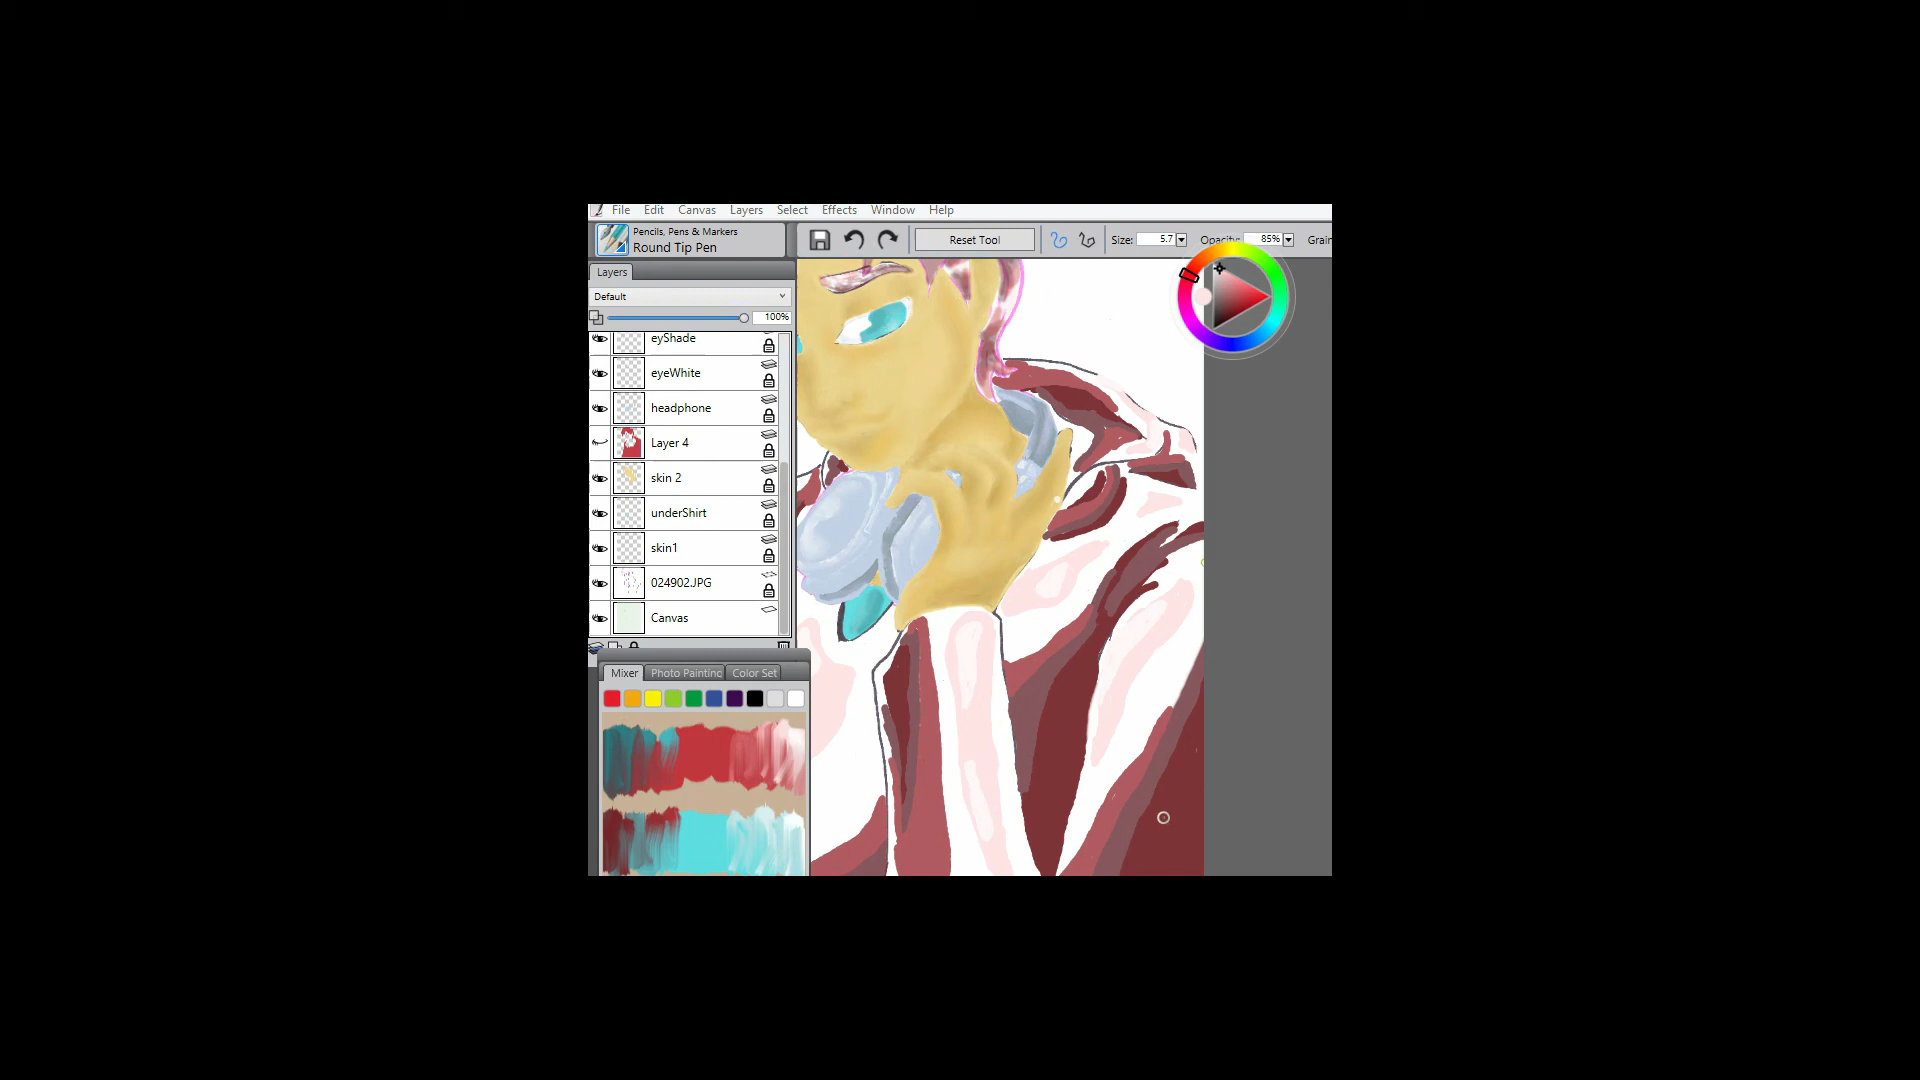 File Edit Canvas Layers Select Effects Window Help
Pencils, Pens & Markers
Round Tip Pen
Reset Tool
Size: 5.7 Opacity: 85% Grain
Layers
Default
100%
eyShade
eyeWhite
headphone
Layer 4
skin 2
underShirt
skin1
024902.JPG
Canvas
Mixer Photo Painting Color Set